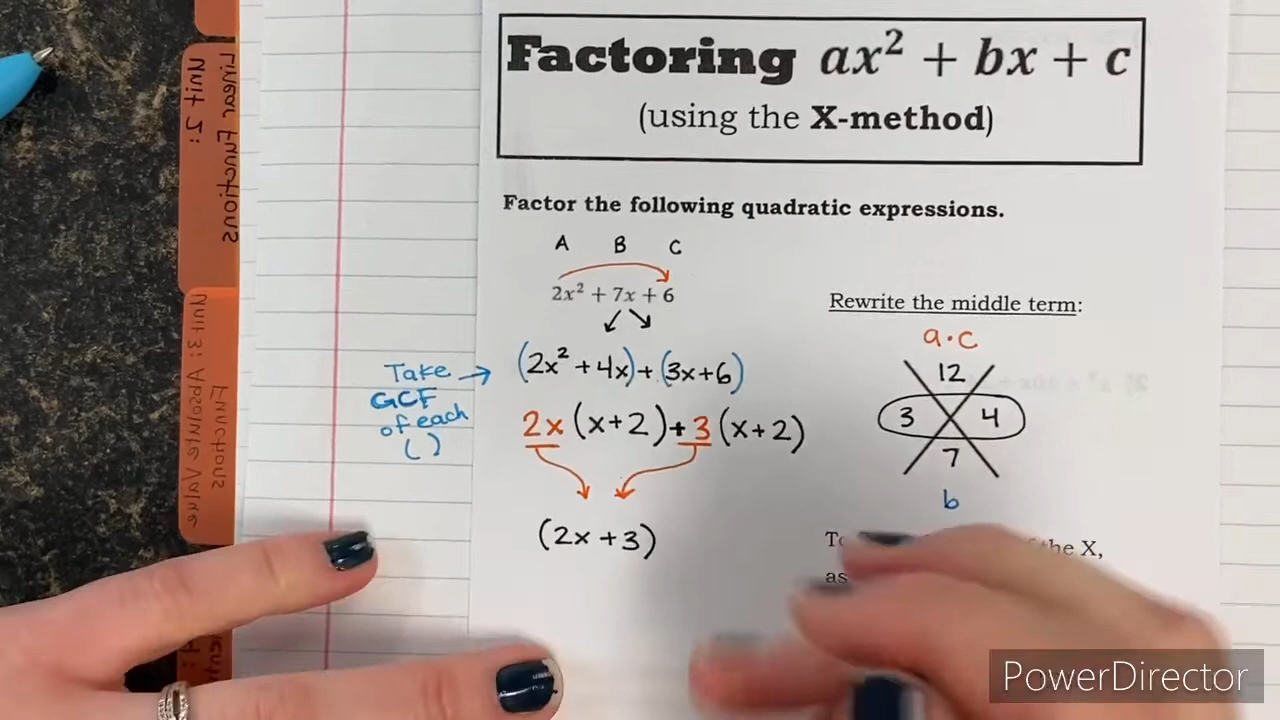 Factoring ax² + bx + c
(using the X-method)
Factor the following quadratic expressions.
A B C
2x² + 7x + 6
(2x² + 4x) + (3x + 6)
Take →
GCF
of each
( )
2x (x + 2) + 3 (x + 2)
(2x + 3)
Rewrite the middle term:
a · c
12
3 4
7
b
the X,
as
Unit 2:
Linear Functions
Unit 3: Absolute Value
Functions
PowerDirector